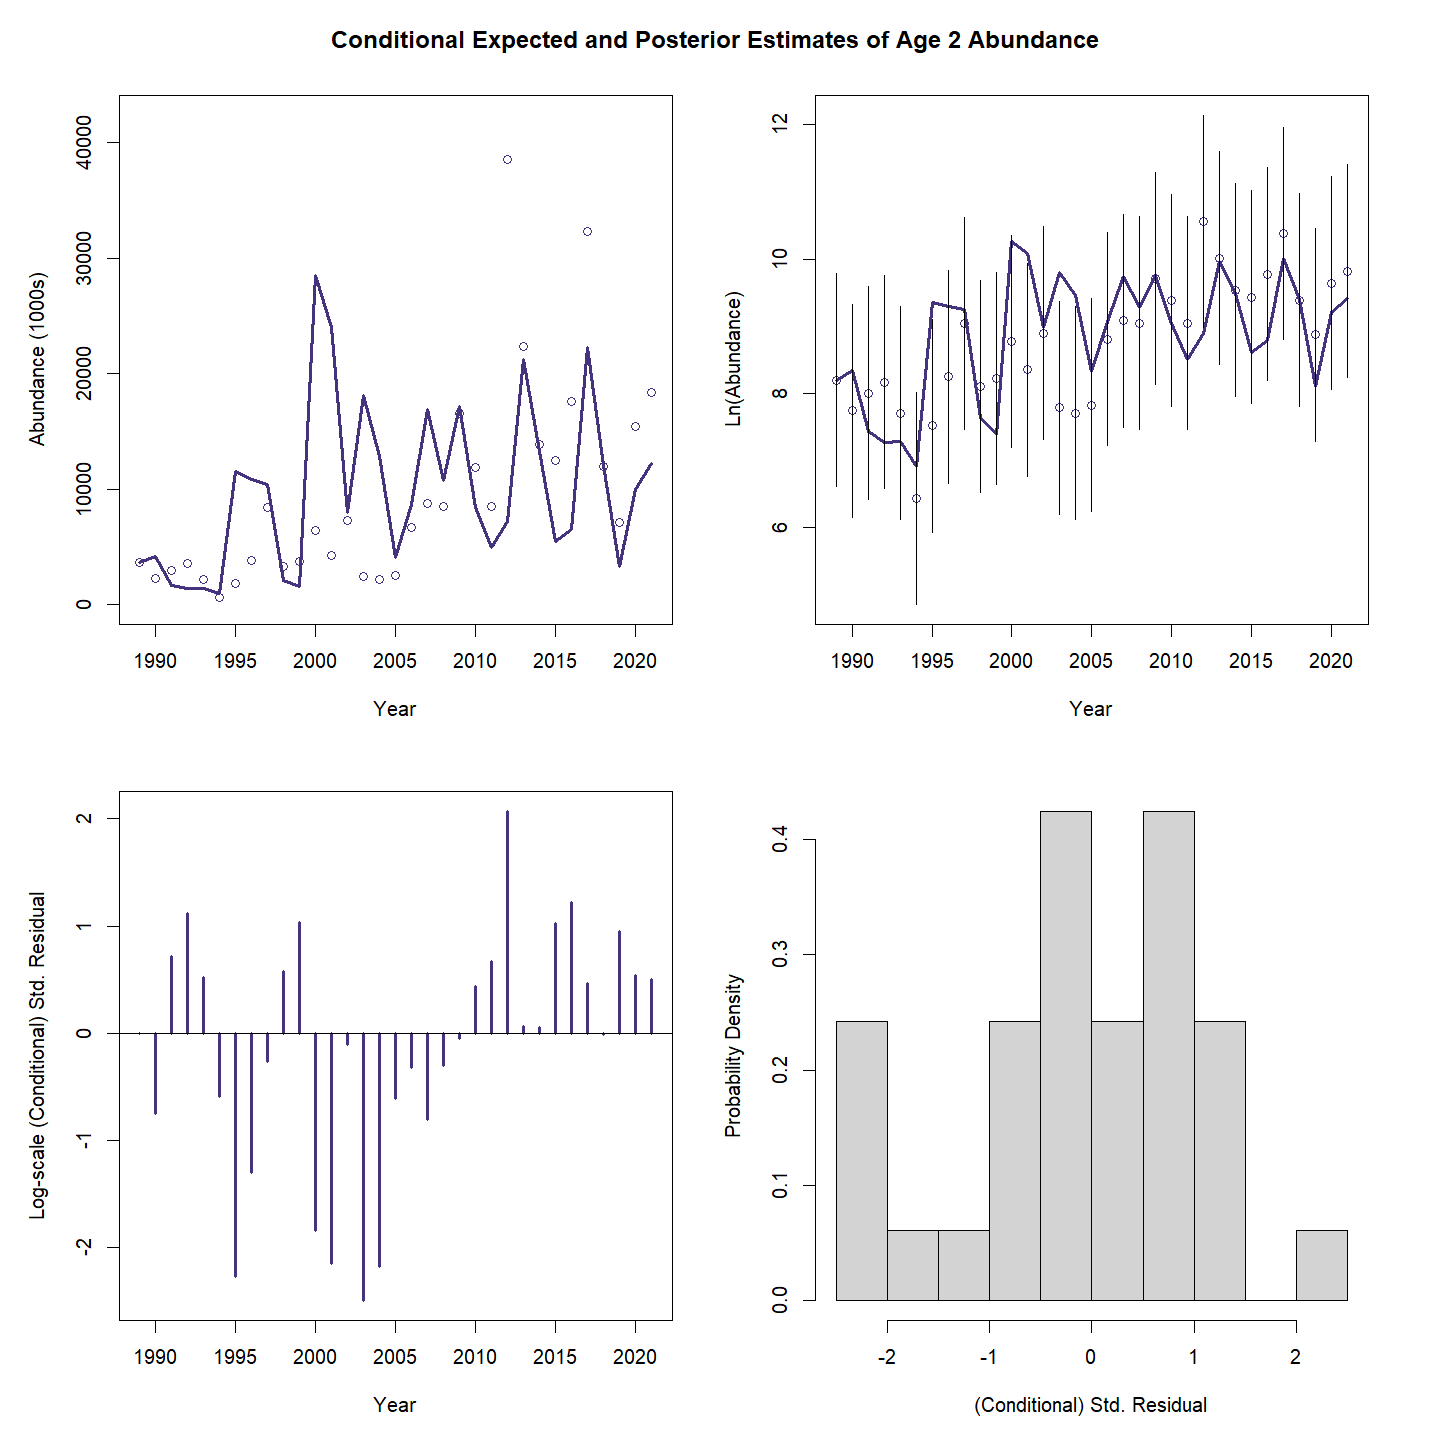 Conditional Expected and Posterior Estimates of Age 2 Abundance
Abundance (1000s)
40000
30000
20000
10000
0
1990 1995 2000 2005 2010 2015 2020
Year
Ln(Abundance)
12
10
8
6
1990 1995 2000 2005 2010 2015 2020
Year
Log-scale (Conditional) Std. Residual
2
1
0
-1
-2
1990 1995 2000 2005 2010 2015 2020
Year
Probability Density
0.4
0.3
0.2
0.1
0.0
-2 -1 0 1 2
(Conditional) Std. Residual